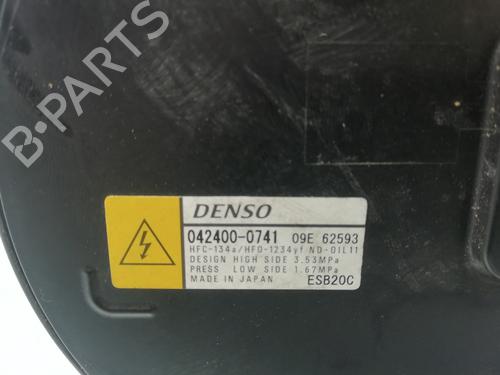 B-PARTS
DENSO
042400-0741 09E 62593
HFC-134a/HFO-1234yf ND-OIL11
DESIGN HIGH SIDE 3.53MPa
PRESS LOW SIDE 1.67MPa
MADE IN JAPAN ESB20C